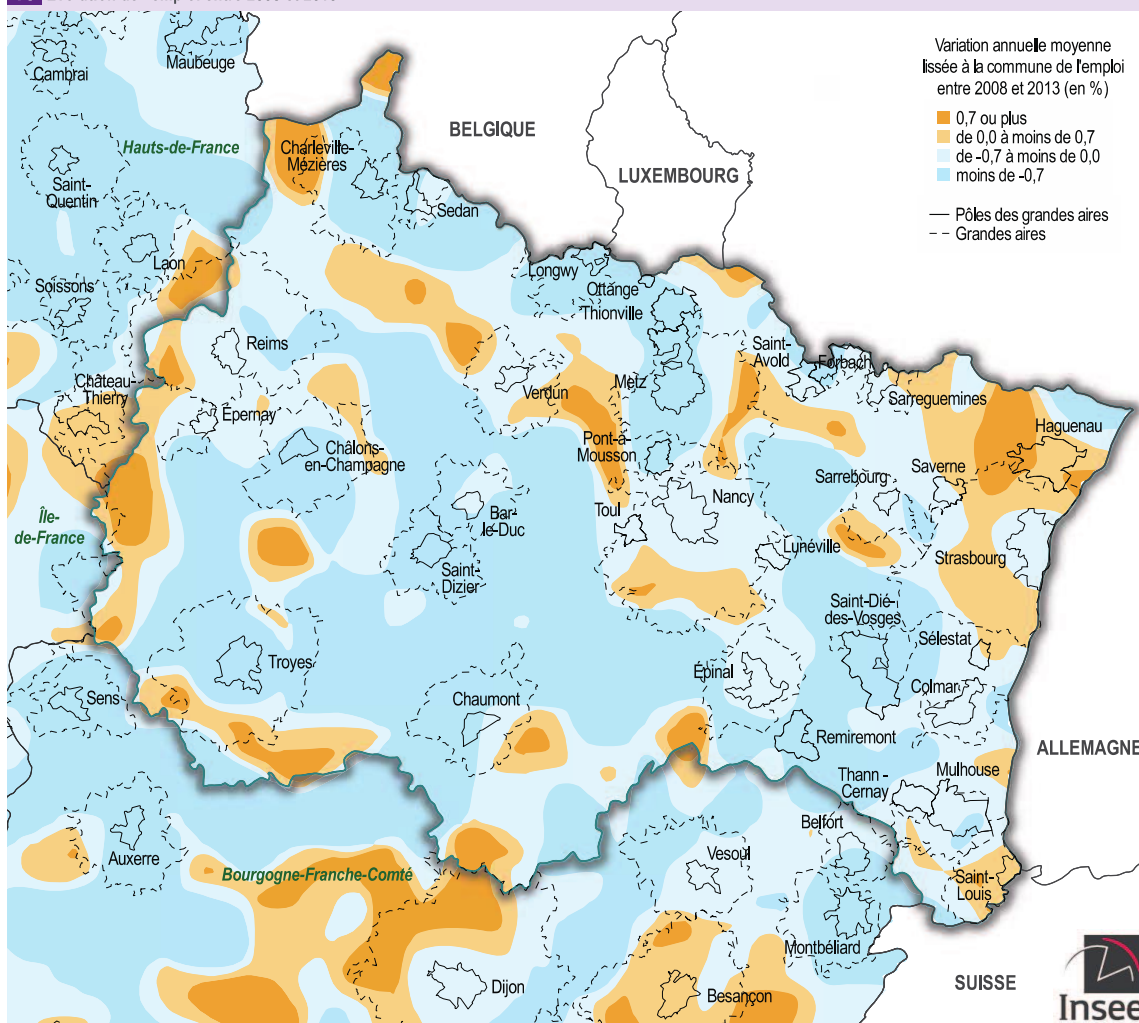 Variation annuelle moyenne
lissée à la commune de l'emploi
entre 2008 et 2013 (en %)
0,7 ou plus
de 0,0 à moins de 0,7
de -0,7 à moins de 0,0
moins de -0,7
Pôles des grandes aires
Grandes aires
Cambrai
Maubeuge
BELGIQUE
Hauts-de-France
Charleville-
Mézières
LUXEMBOURG
Saint-
Quentin
Sedan
Laon
Longwy
Soissons
Ottange
Thionville
Reims
Saint-
Avold
Forbach
Château-
Thierry
Verdun
Metz
Sarreguemines
Épernay
Haguenau
Châlons-
en-Champagne
Pont-à-
Mousson
Saverne
Sarrebourg
Nancy
Île-
de-France
Bar-
le-Duc
Toul
Lunéville
Strasbourg
Saint-
Dizier
Saint-Dié-
des-Vosges
Sélestat
Troyes
Épinal
Colmar
Sens
Chaumont
Remiremont
ALLEMAGNE
Thann -
Cernay
Mulhouse
Belfort
Auxerre
Vesoul
Bourgogne-Franche-Comté
Saint-
Louis
Montbéliard
SUISSE
Dijon
Besançon
Insee